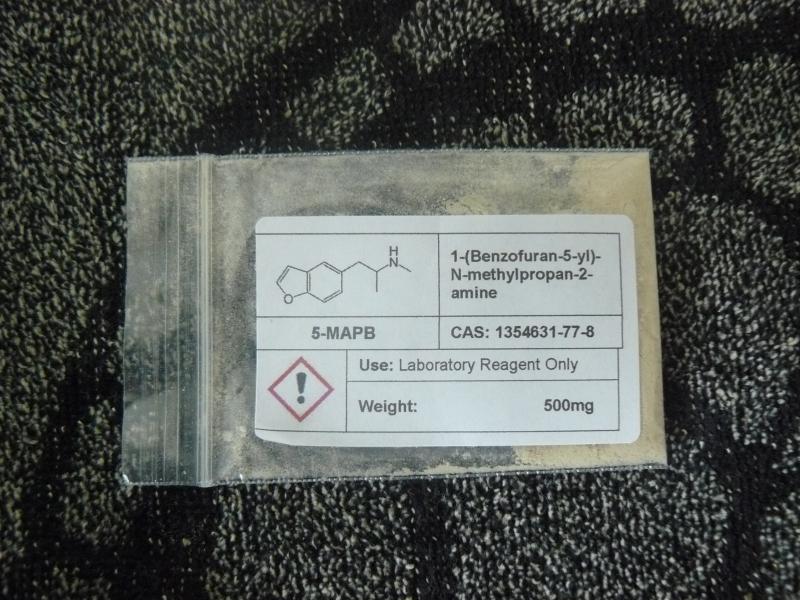 H
N
O
1-(Benzofuran-5-yl)-
N-methylpropan-2-
amine
5-MAPB
CAS: 1354631-77-8
!
Use: Laboratory Reagent Only
Weight: 500mg